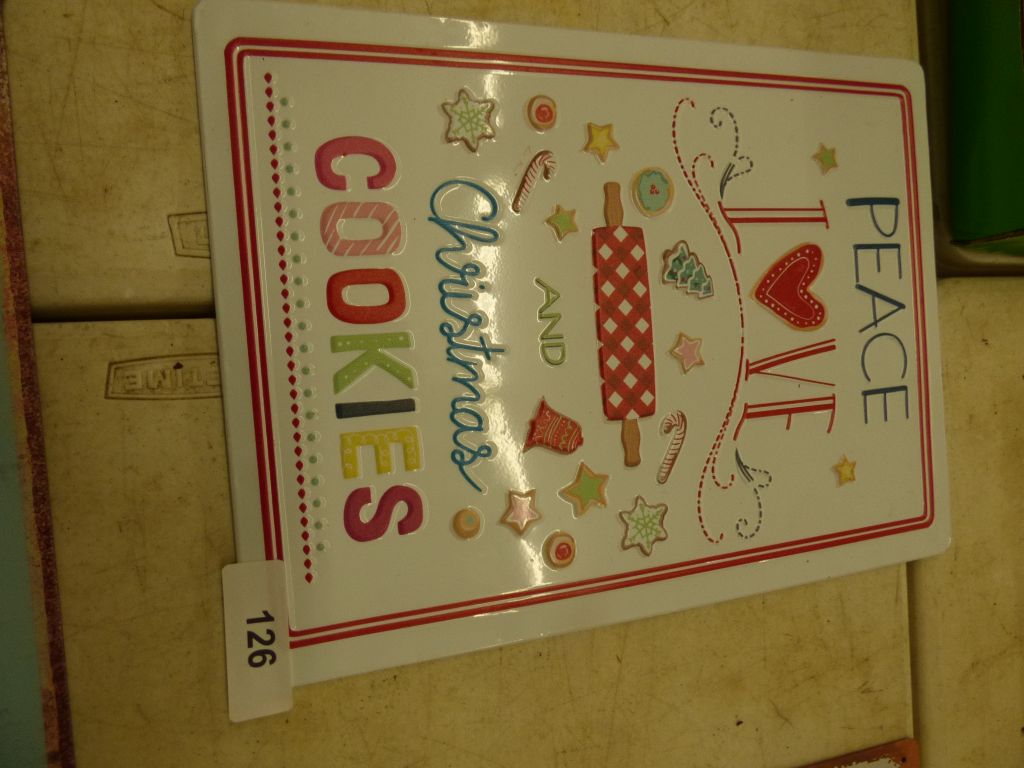 PEACE
LOVE
AND
Christmas
COOKIES
126